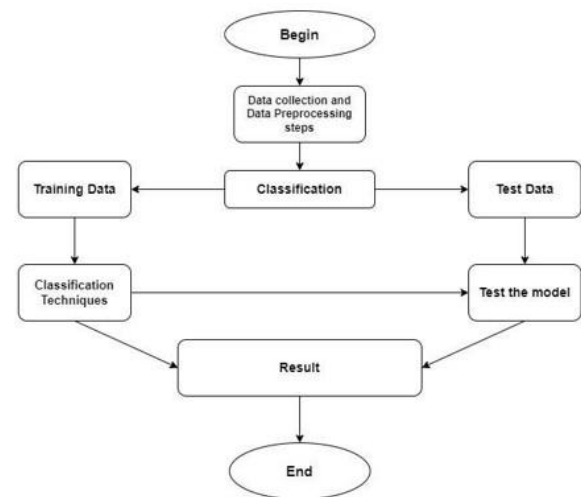 Begin
Data collection and
Data Preprocessing
steps
Training Data
Classification
Test Data
Classification
Techniques
Test the model
Result
End